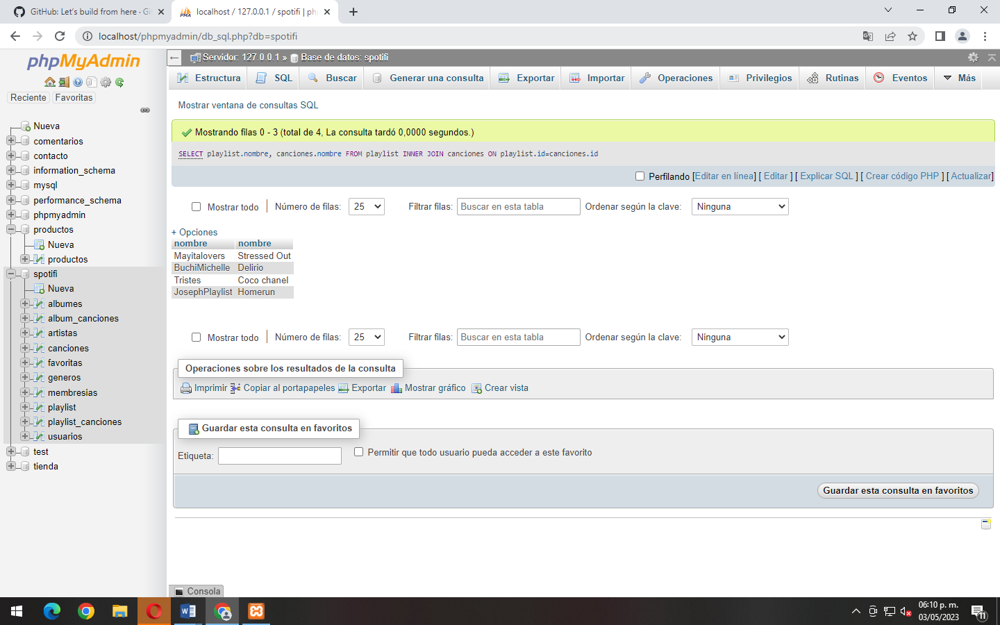 GitHub: Let's build from here · Gi
localhost / 127.0.0.1 / spotifi | ph
localhost/phpmyadmin/db_sql.php?db=spotifi
phpMyAdmin
Reciente
Favoritas
Nueva
comentarios
contacto
information_schema
mysql
performance_schema
phpmyadmin
productos
Nueva
productos
spotifi
Nueva
albumes
album_canciones
artistas
canciones
favoritas
generos
membresias
playlist
playlist_canciones
usuarios
test
tienda
Servidor: 127.0.0.1 » Base de datos: spotifi
Estructura SQL Buscar Generar una consulta Exportar Importar Operaciones Privilegios Rutinas Eventos Más
Mostrar ventana de consultas SQL
Mostrando filas 0 - 3 (total de 4, La consulta tardó 0,0000 segundos.)
SELECT playlist.nombre, canciones.nombre FROM playlist INNER JOIN canciones ON playlist.id=canciones.id
Perfilando [Editar en línea] [ Editar ] [ Explicar SQL ] [ Crear código PHP ] [ Actualizar]
Mostrar todo | Número de filas: 25 Filtrar filas: Buscar en esta tabla Ordenar según la clave: Ninguna
+ Opciones
nombre nombre
Mayitalovers Stressed Out
BuchiMichelle Delirio
Tristes Coco chanel
JosephPlaylist Homerun
Mostrar todo | Número de filas: 25 Filtrar filas: Buscar en esta tabla Ordenar según la clave: Ninguna
Operaciones sobre los resultados de la consulta
Imprimir Copiar al portapapeles Exportar Mostrar gráfico Crear vista
Guardar esta consulta en favoritos
Etiqueta: Permitir que todo usuario pueda acceder a este favorito
Guardar esta consulta en favoritos
Consola
06:10 p. m.
03/05/2023
11